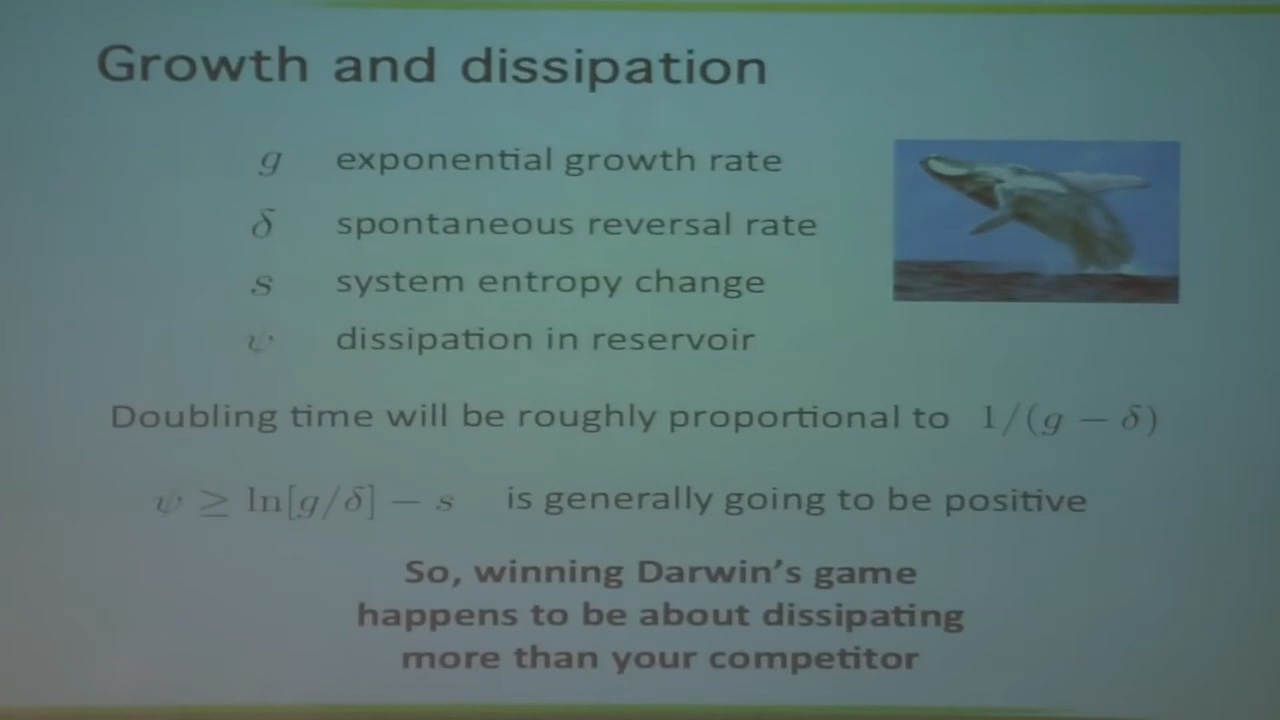 Growth and dissipation
g exponential growth rate
δ spontaneous reversal rate
s system entropy change
ψ dissipation in reservoir
Doubling time will be roughly proportional to 1/(g − δ)
ψ ≥ ln[g/δ] − s is generally going to be positive
So, winning Darwin's game
happens to be about dissipating
more than your competitor